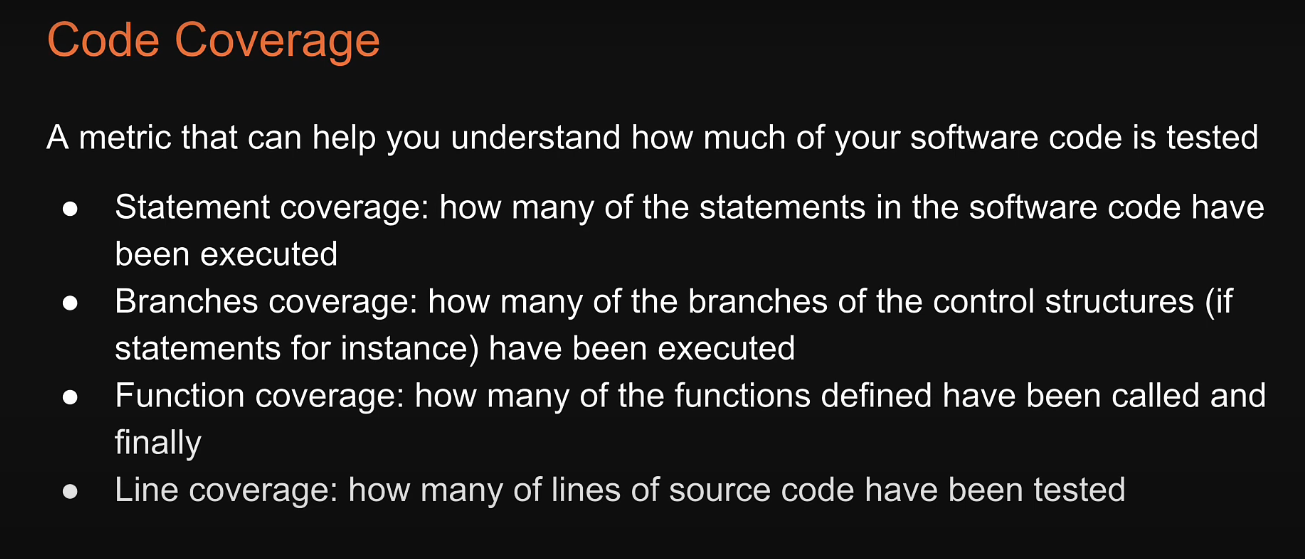 Code Coverage
A metric that can help you understand how much of your software code is tested
● Statement coverage: how many of the statements in the software code have
been executed
● Branches coverage: how many of the branches of the control structures (if
statements for instance) have been executed
● Function coverage: how many of the functions defined have been called and
finally
● Line coverage: how many of lines of source code have been tested